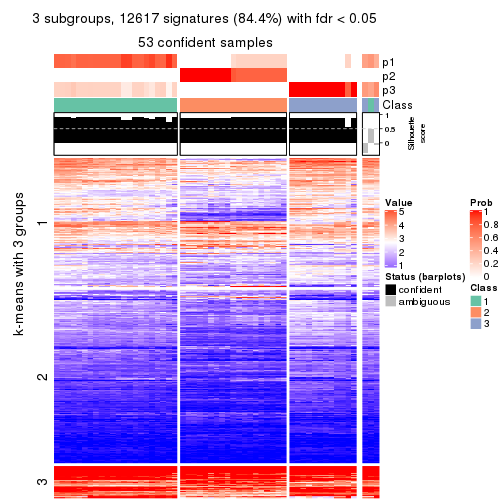 3 subgroups, 12617 signatures (84.4%) with fdr < 0.05
53 confident samples
p1
p2
p3
Class
1
0.5
0
Silhouette
score
k-means with 3 groups
1
2
3
Value
5
4
3
2
1
Status (barplots)
confident
ambiguous
Prob
1
0.8
0.6
0.4
0.2
0
Class
1
2
3